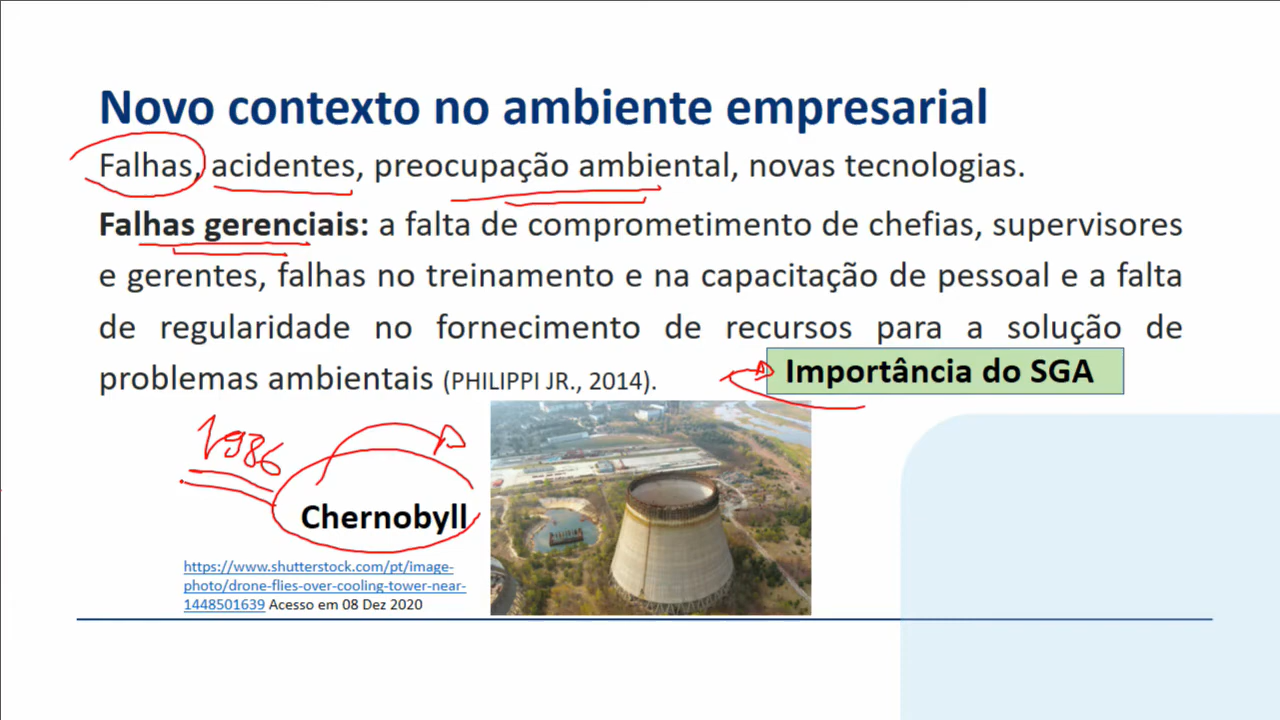 Novo contexto no ambiente empresarial
Falhas, acidentes, preocupação ambiental, novas tecnologias.
Falhas gerenciais: a falta de comprometimento de chefias, supervisores
e gerentes, falhas no treinamento e na capacitação de pessoal e a falta
de regularidade no fornecimento de recursos para a solução de
problemas ambientais (PHILIPPI JR., 2014).
Importância do SGA
1986
Chernobyll
https://www.shutterstock.com/pt/image-
photo/drone-flies-over-cooling-tower-near-
1448501639 Acesso em 08 Dez 2020